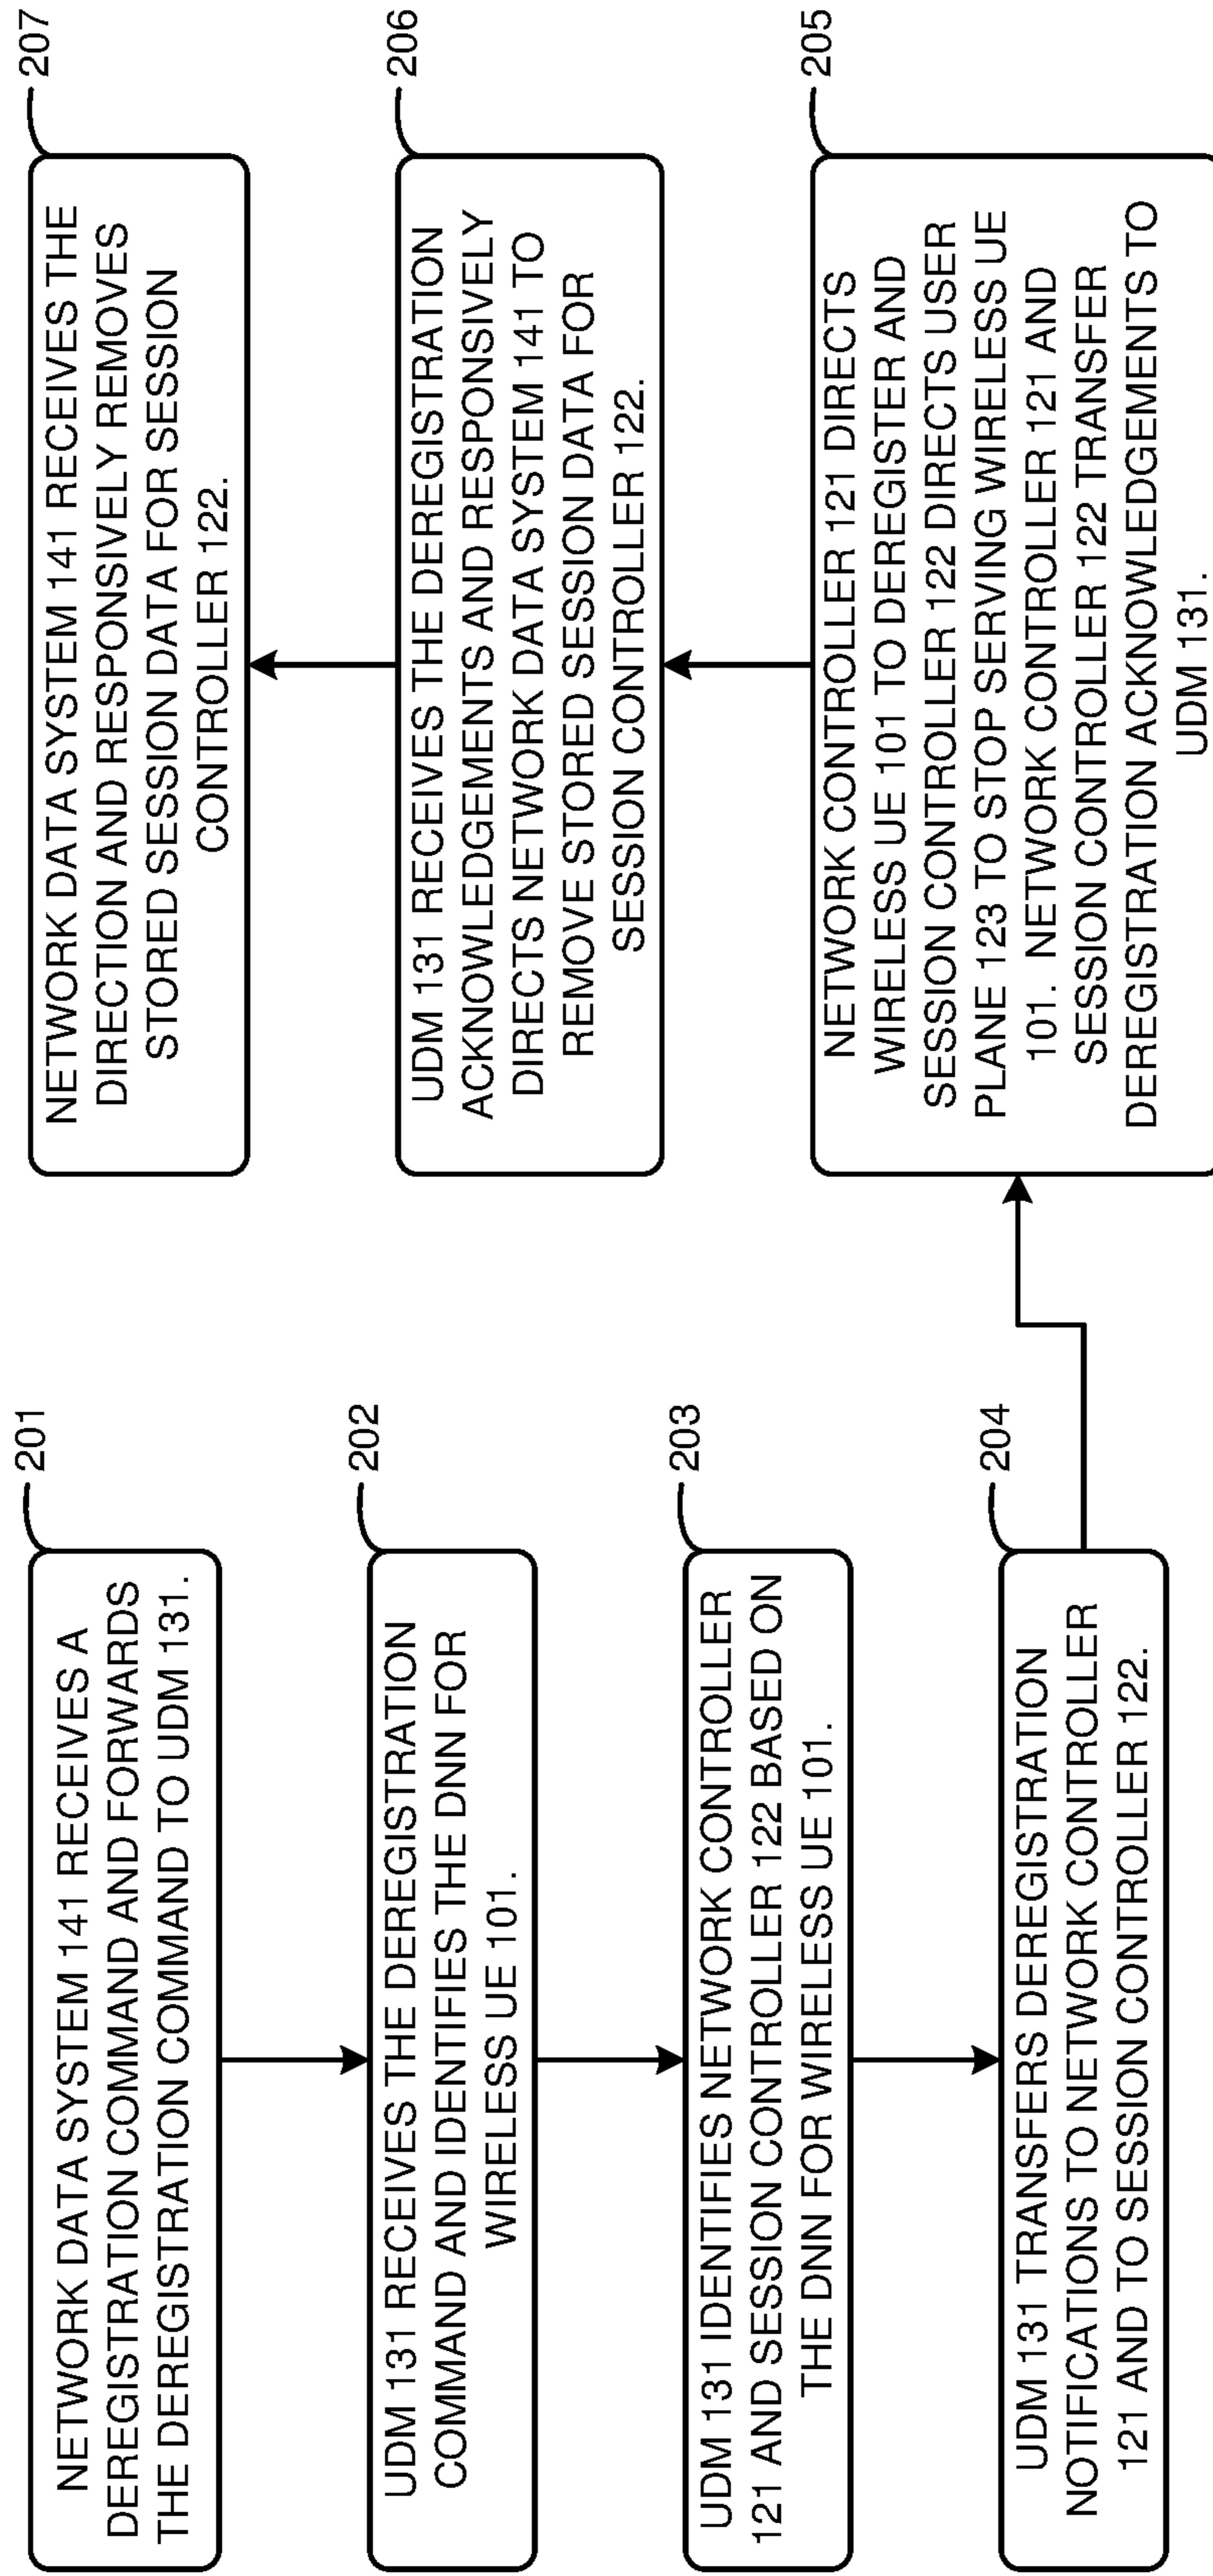 201
NETWORK DATA SYSTEM 141 RECEIVES A
DEREGISTRATION COMMAND AND FORWARDS
THE DEREGISTRATION COMMAND TO UDM 131.
202
UDM 131 RECEIVES THE DEREGISTRATION
COMMAND AND IDENTIFIES THE DNN FOR
WIRELESS UE 101.
203
UDM 131 IDENTIFIES NETWORK CONTROLLER
121 AND SESSION CONTROLLER 122 BASED ON
THE DNN FOR WIRELESS UE 101.
204
UDM 131 TRANSFERS DEREGISTRATION
NOTIFICATIONS TO NETWORK CONTROLLER
121 AND TO SESSION CONTROLLER 122.
205
NETWORK CONTROLLER 121 DIRECTS
WIRELESS UE 101 TO DEREGISTER AND
SESSION CONTROLLER 122 DIRECTS USER
PLANE 123 TO STOP SERVING WIRELESS UE
101. NETWORK CONTROLLER 121 AND
SESSION CONTROLLER 122 TRANSFER
DEREGISTRATION ACKNOWLEDGEMENTS TO
UDM 131.
206
UDM 131 RECEIVES THE DEREGISTRATION
ACKNOWLEDGEMENTS AND RESPONSIVELY
DIRECTS NETWORK DATA SYSTEM 141 TO
REMOVE STORED SESSION DATA FOR
SESSION CONTROLLER 122.
207
NETWORK DATA SYSTEM 141 RECEIVES THE
DIRECTION AND RESPONSIVELY REMOVES
STORED SESSION DATA FOR SESSION
CONTROLLER 122.